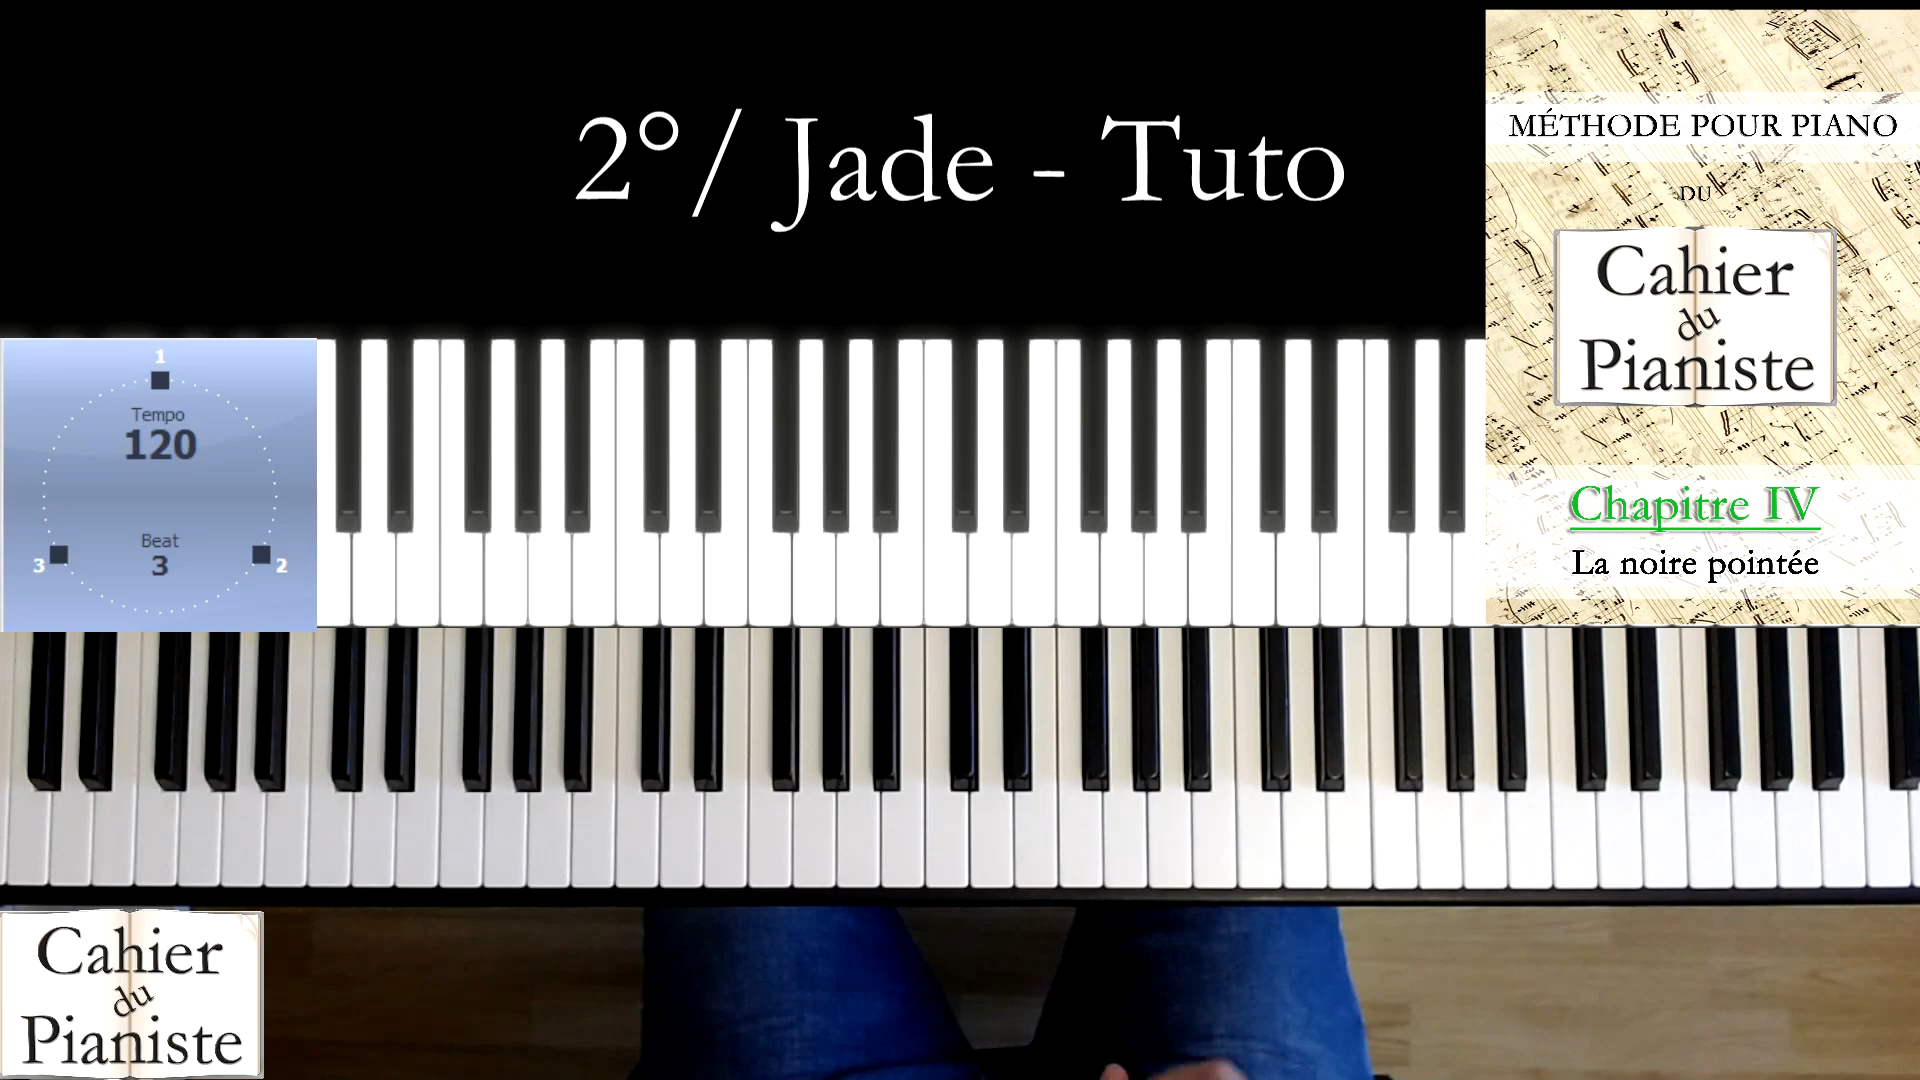 2°/ Jade - Tuto
MÉTHODE POUR PIANO
DU
Cahier
du
Pianiste
Chapitre IV
La noire pointée
1
Tempo
120
Beat
3
3
2
Cahier
du
Pianiste